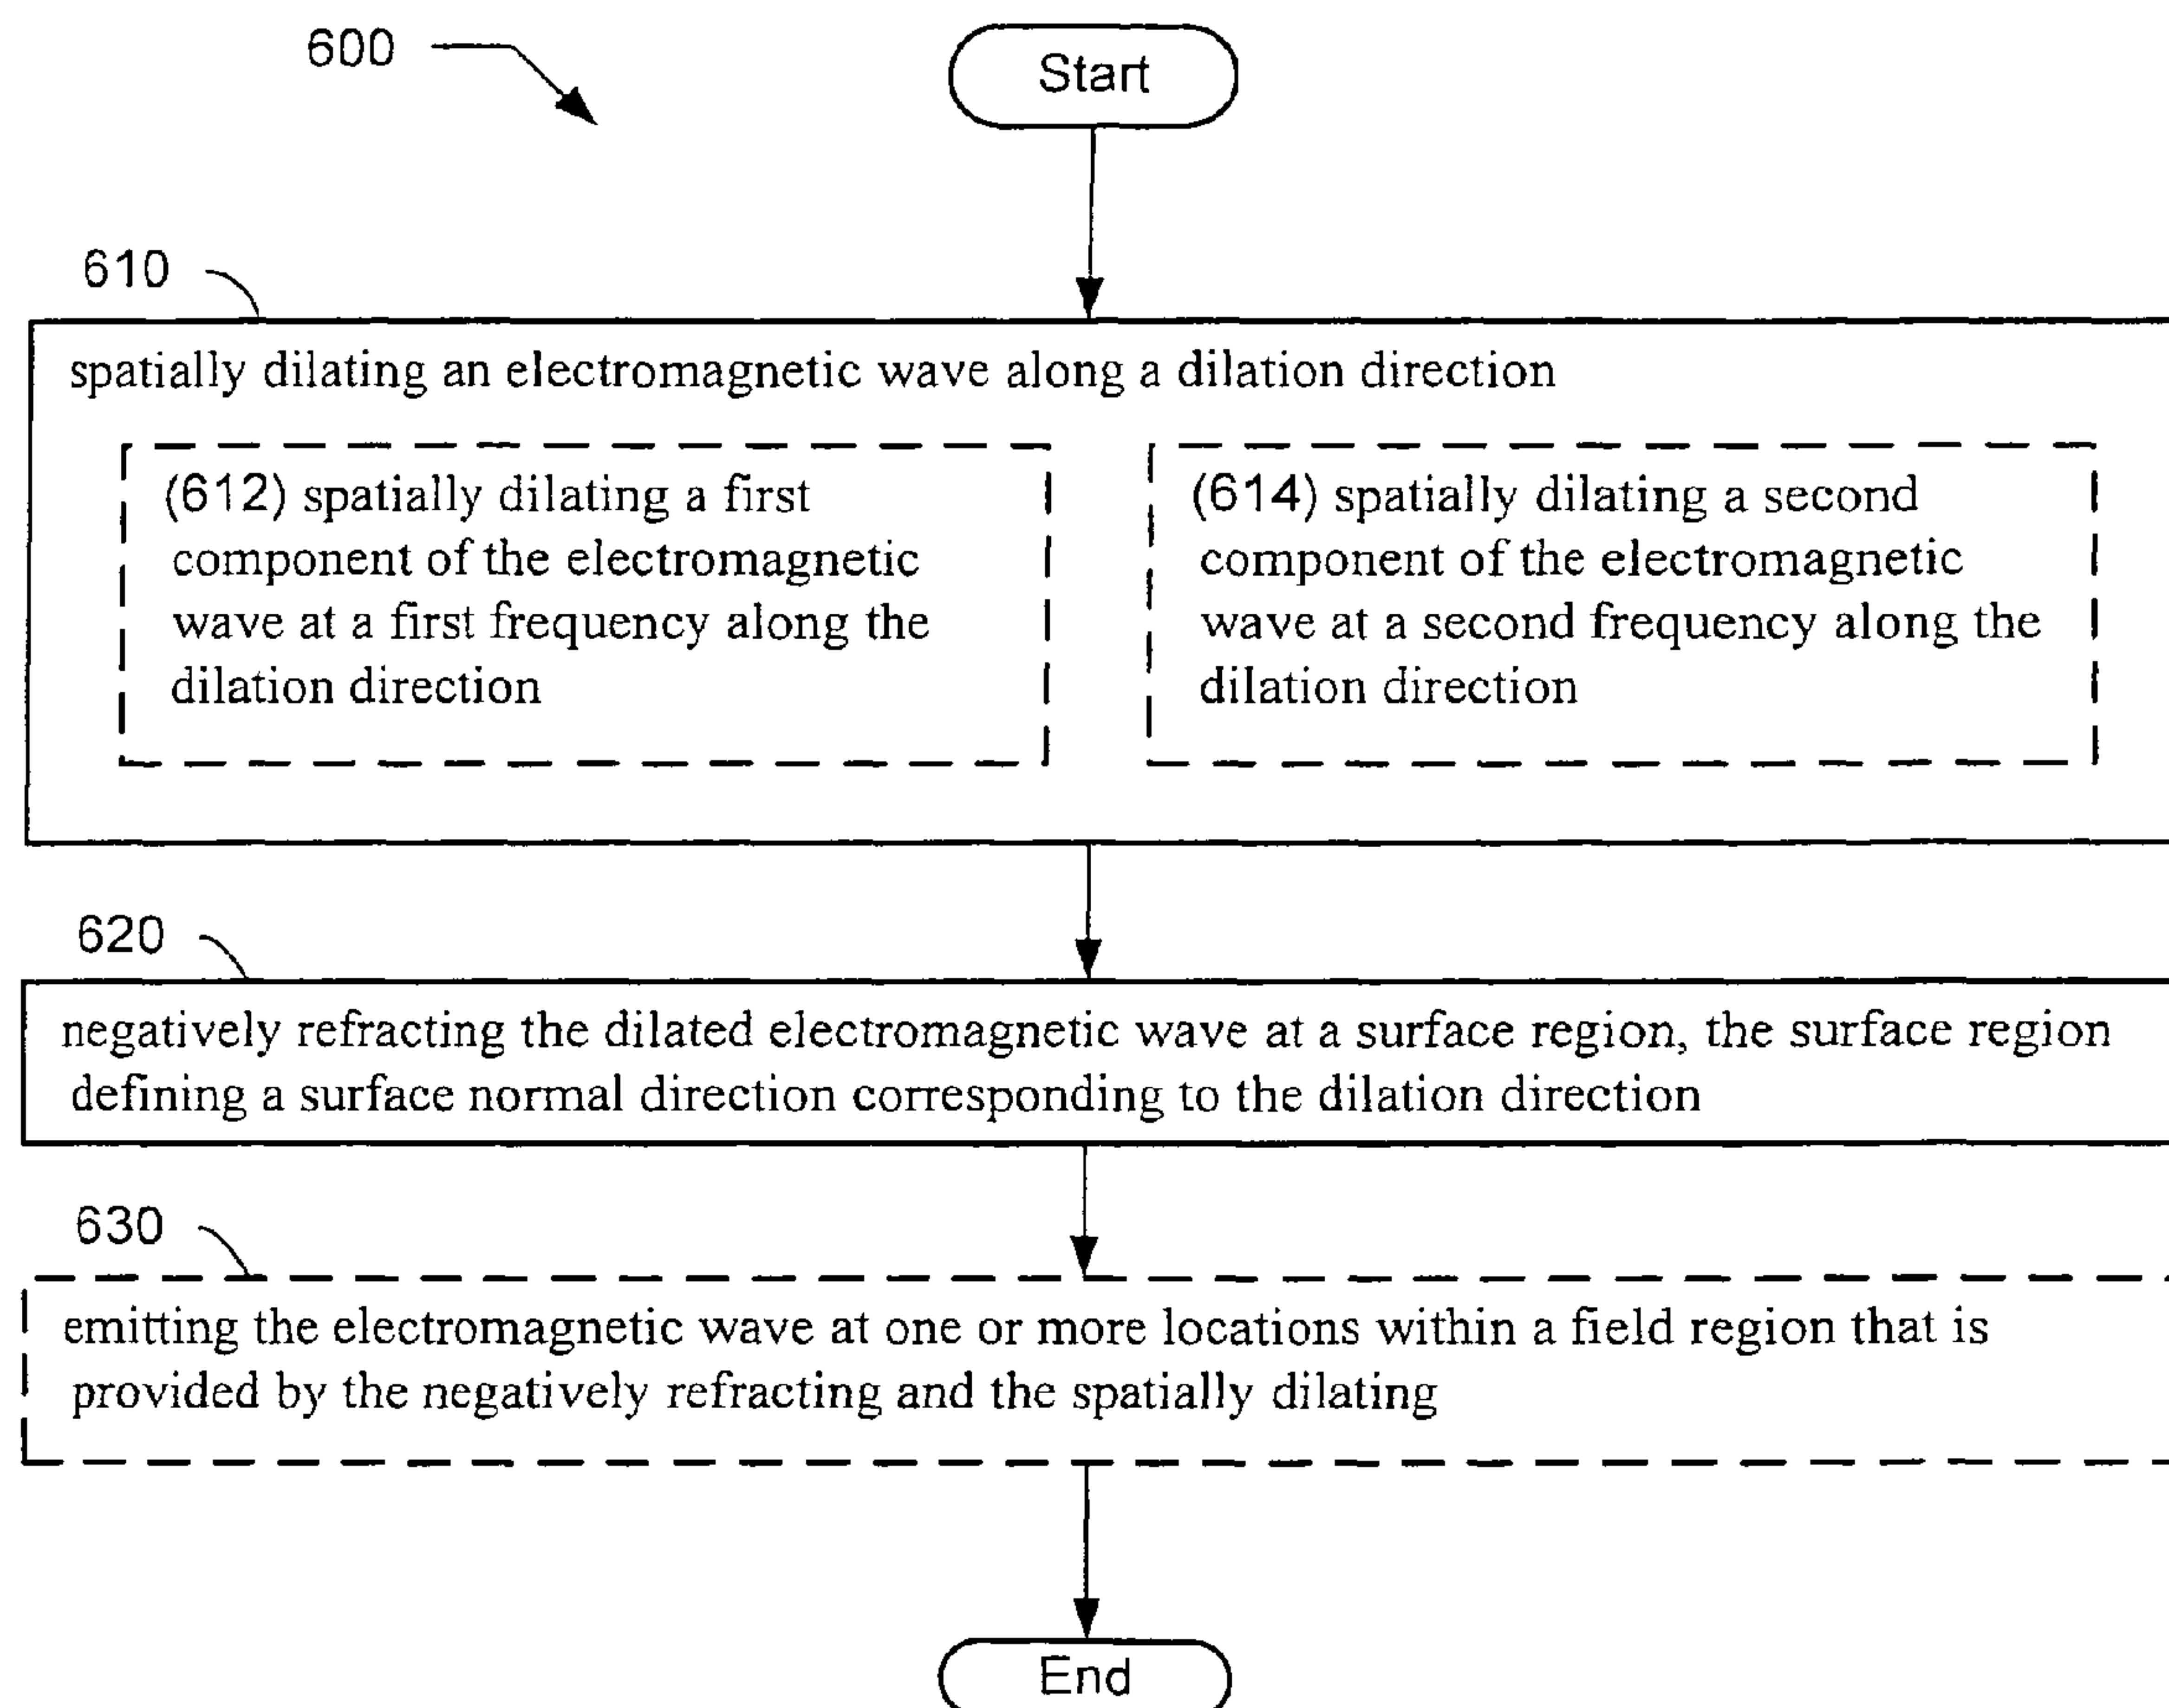 600
Start
610
spatially dilating an electromagnetic wave along a dilation direction
(612) spatially dilating a first
component of the electromagnetic
wave at a first frequency along the
dilation direction
(614) spatially dilating a second
component of the electromagnetic
wave at a second frequency along the
dilation direction
620
negatively refracting the dilated electromagnetic wave at a surface region, the surface region
defining a surface normal direction corresponding to the dilation direction
630
emitting the electromagnetic wave at one or more locations within a field region that is
provided by the negatively refracting and the spatially dilating
End